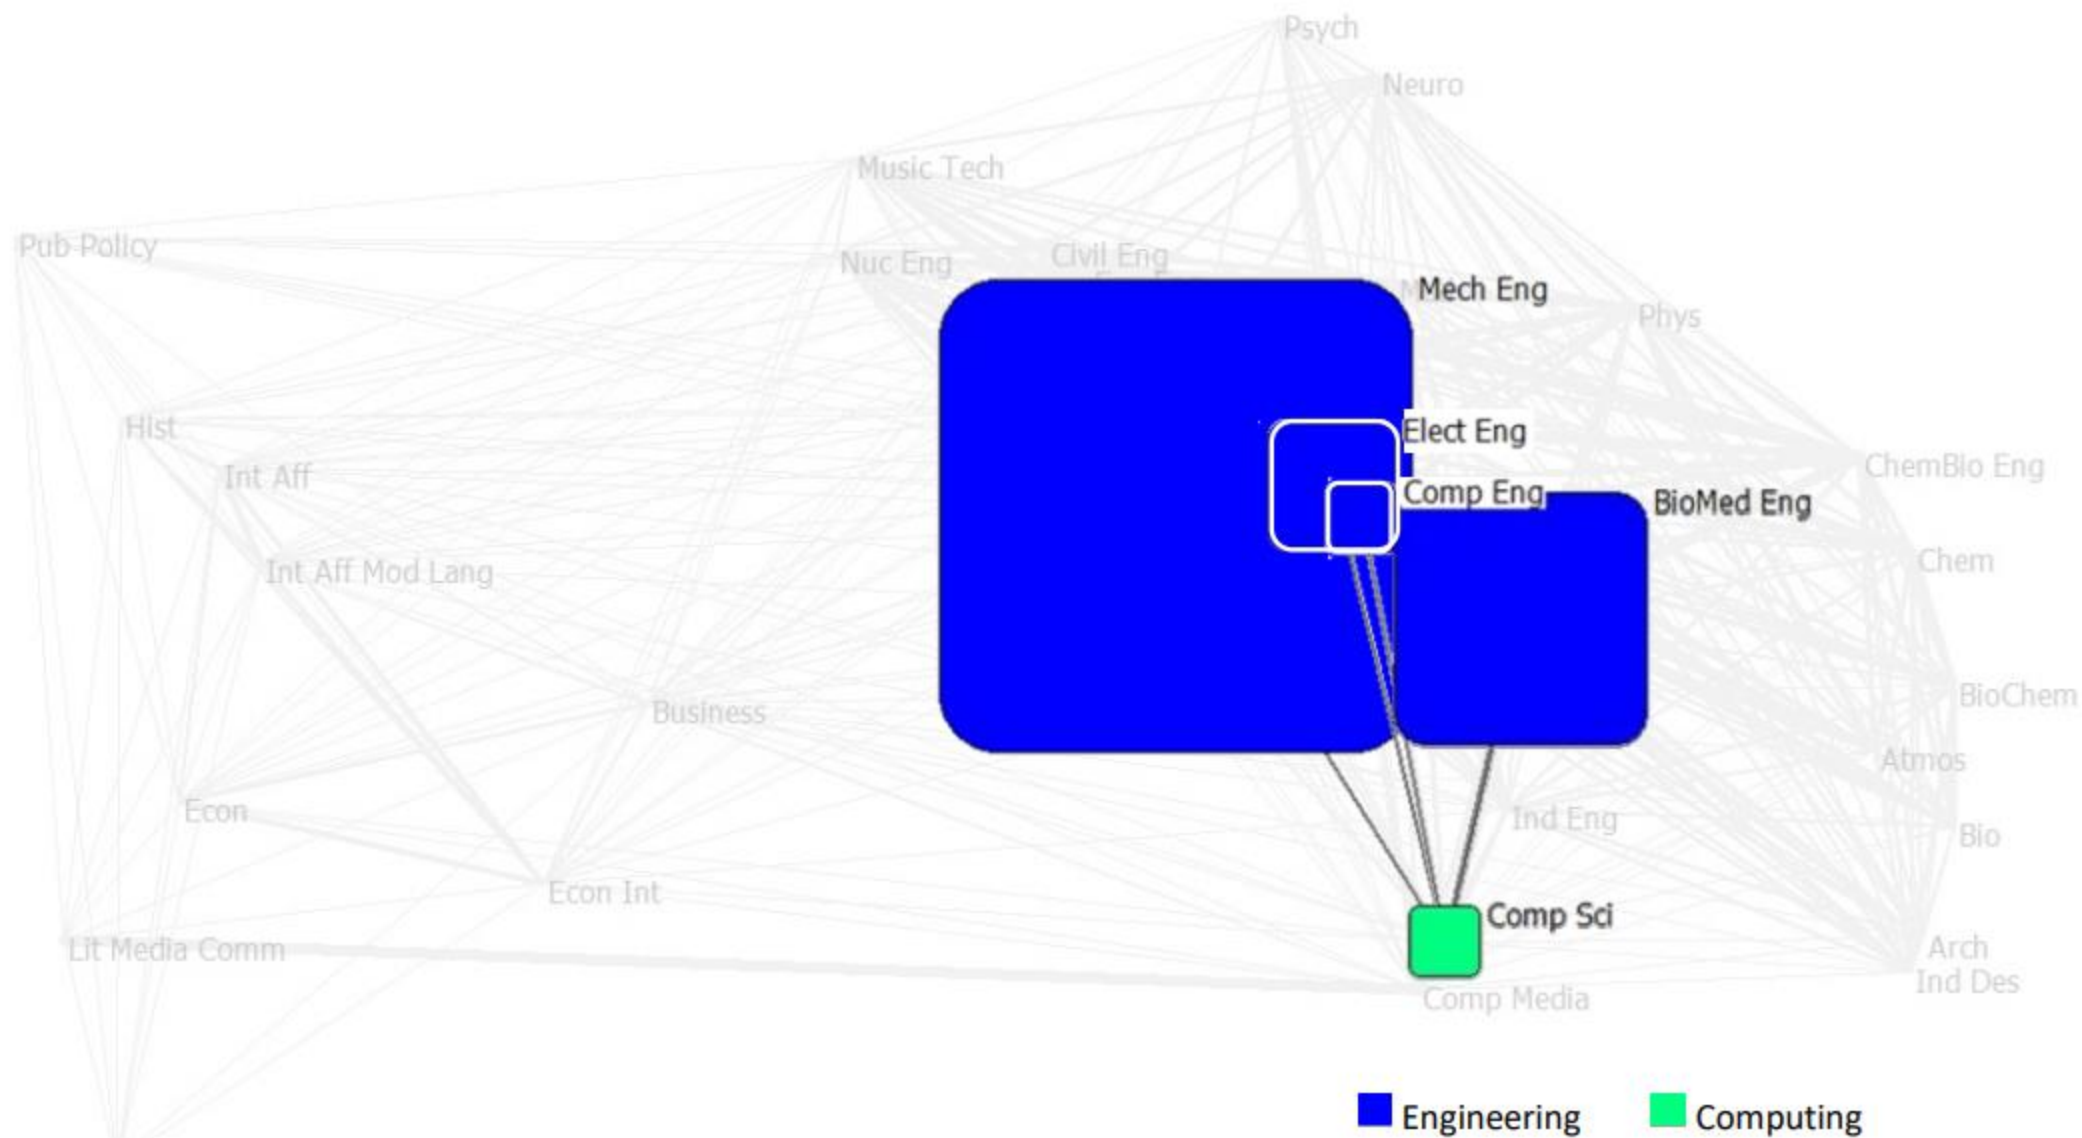 Psych
Neuro
Music Tech
Pub Policy
Nuc Eng
Civil Eng
Mech Eng
Phys
Hist
Elect Eng
Int Aff
ChemBio Eng
Comp Eng
BioMed Eng
Chem
Int Aff Mod Lang
BioChem
Business
Atmos
Econ
Ind Eng
Bio
Econ Int
Comp Sci
Lit Media Comm
Arch
Ind Des
Comp Media
Engineering
Computing